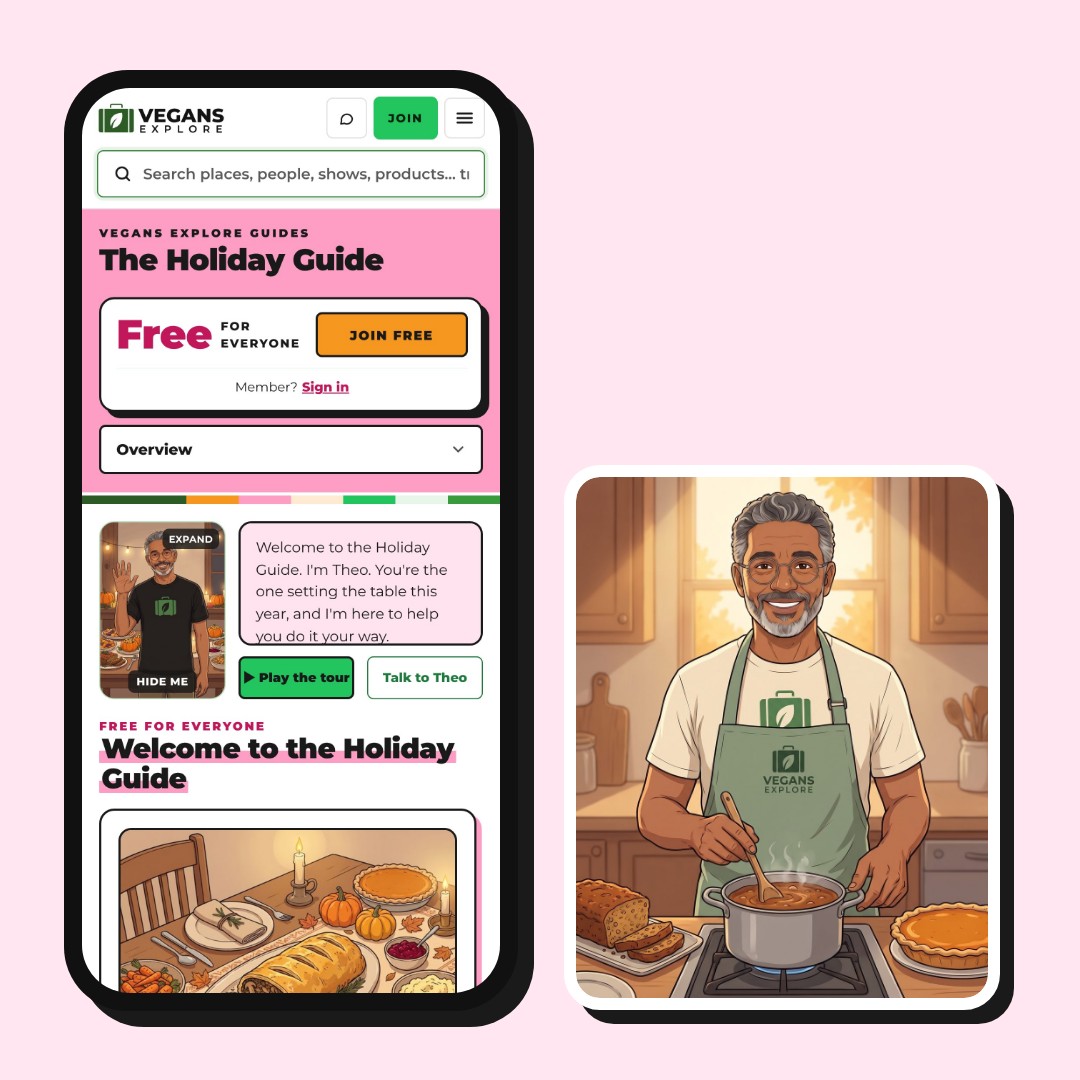 VEGANS
EXPLORE
JOIN
Search places, people, shows, products... tr
VEGANS EXPLORE GUIDES
The Holiday Guide
Free FOR EVERYONE
JOIN FREE
Member? Sign in
Overview
EXPAND
HIDE ME
Welcome to the Holiday
Guide. I'm Theo. You're the
one setting the table this
year, and I'm here to help
you do it your way.
Play the tour
Talk to Theo
FREE FOR EVERYONE
Welcome to the Holiday
Guide
VEGANS
EXPLORE